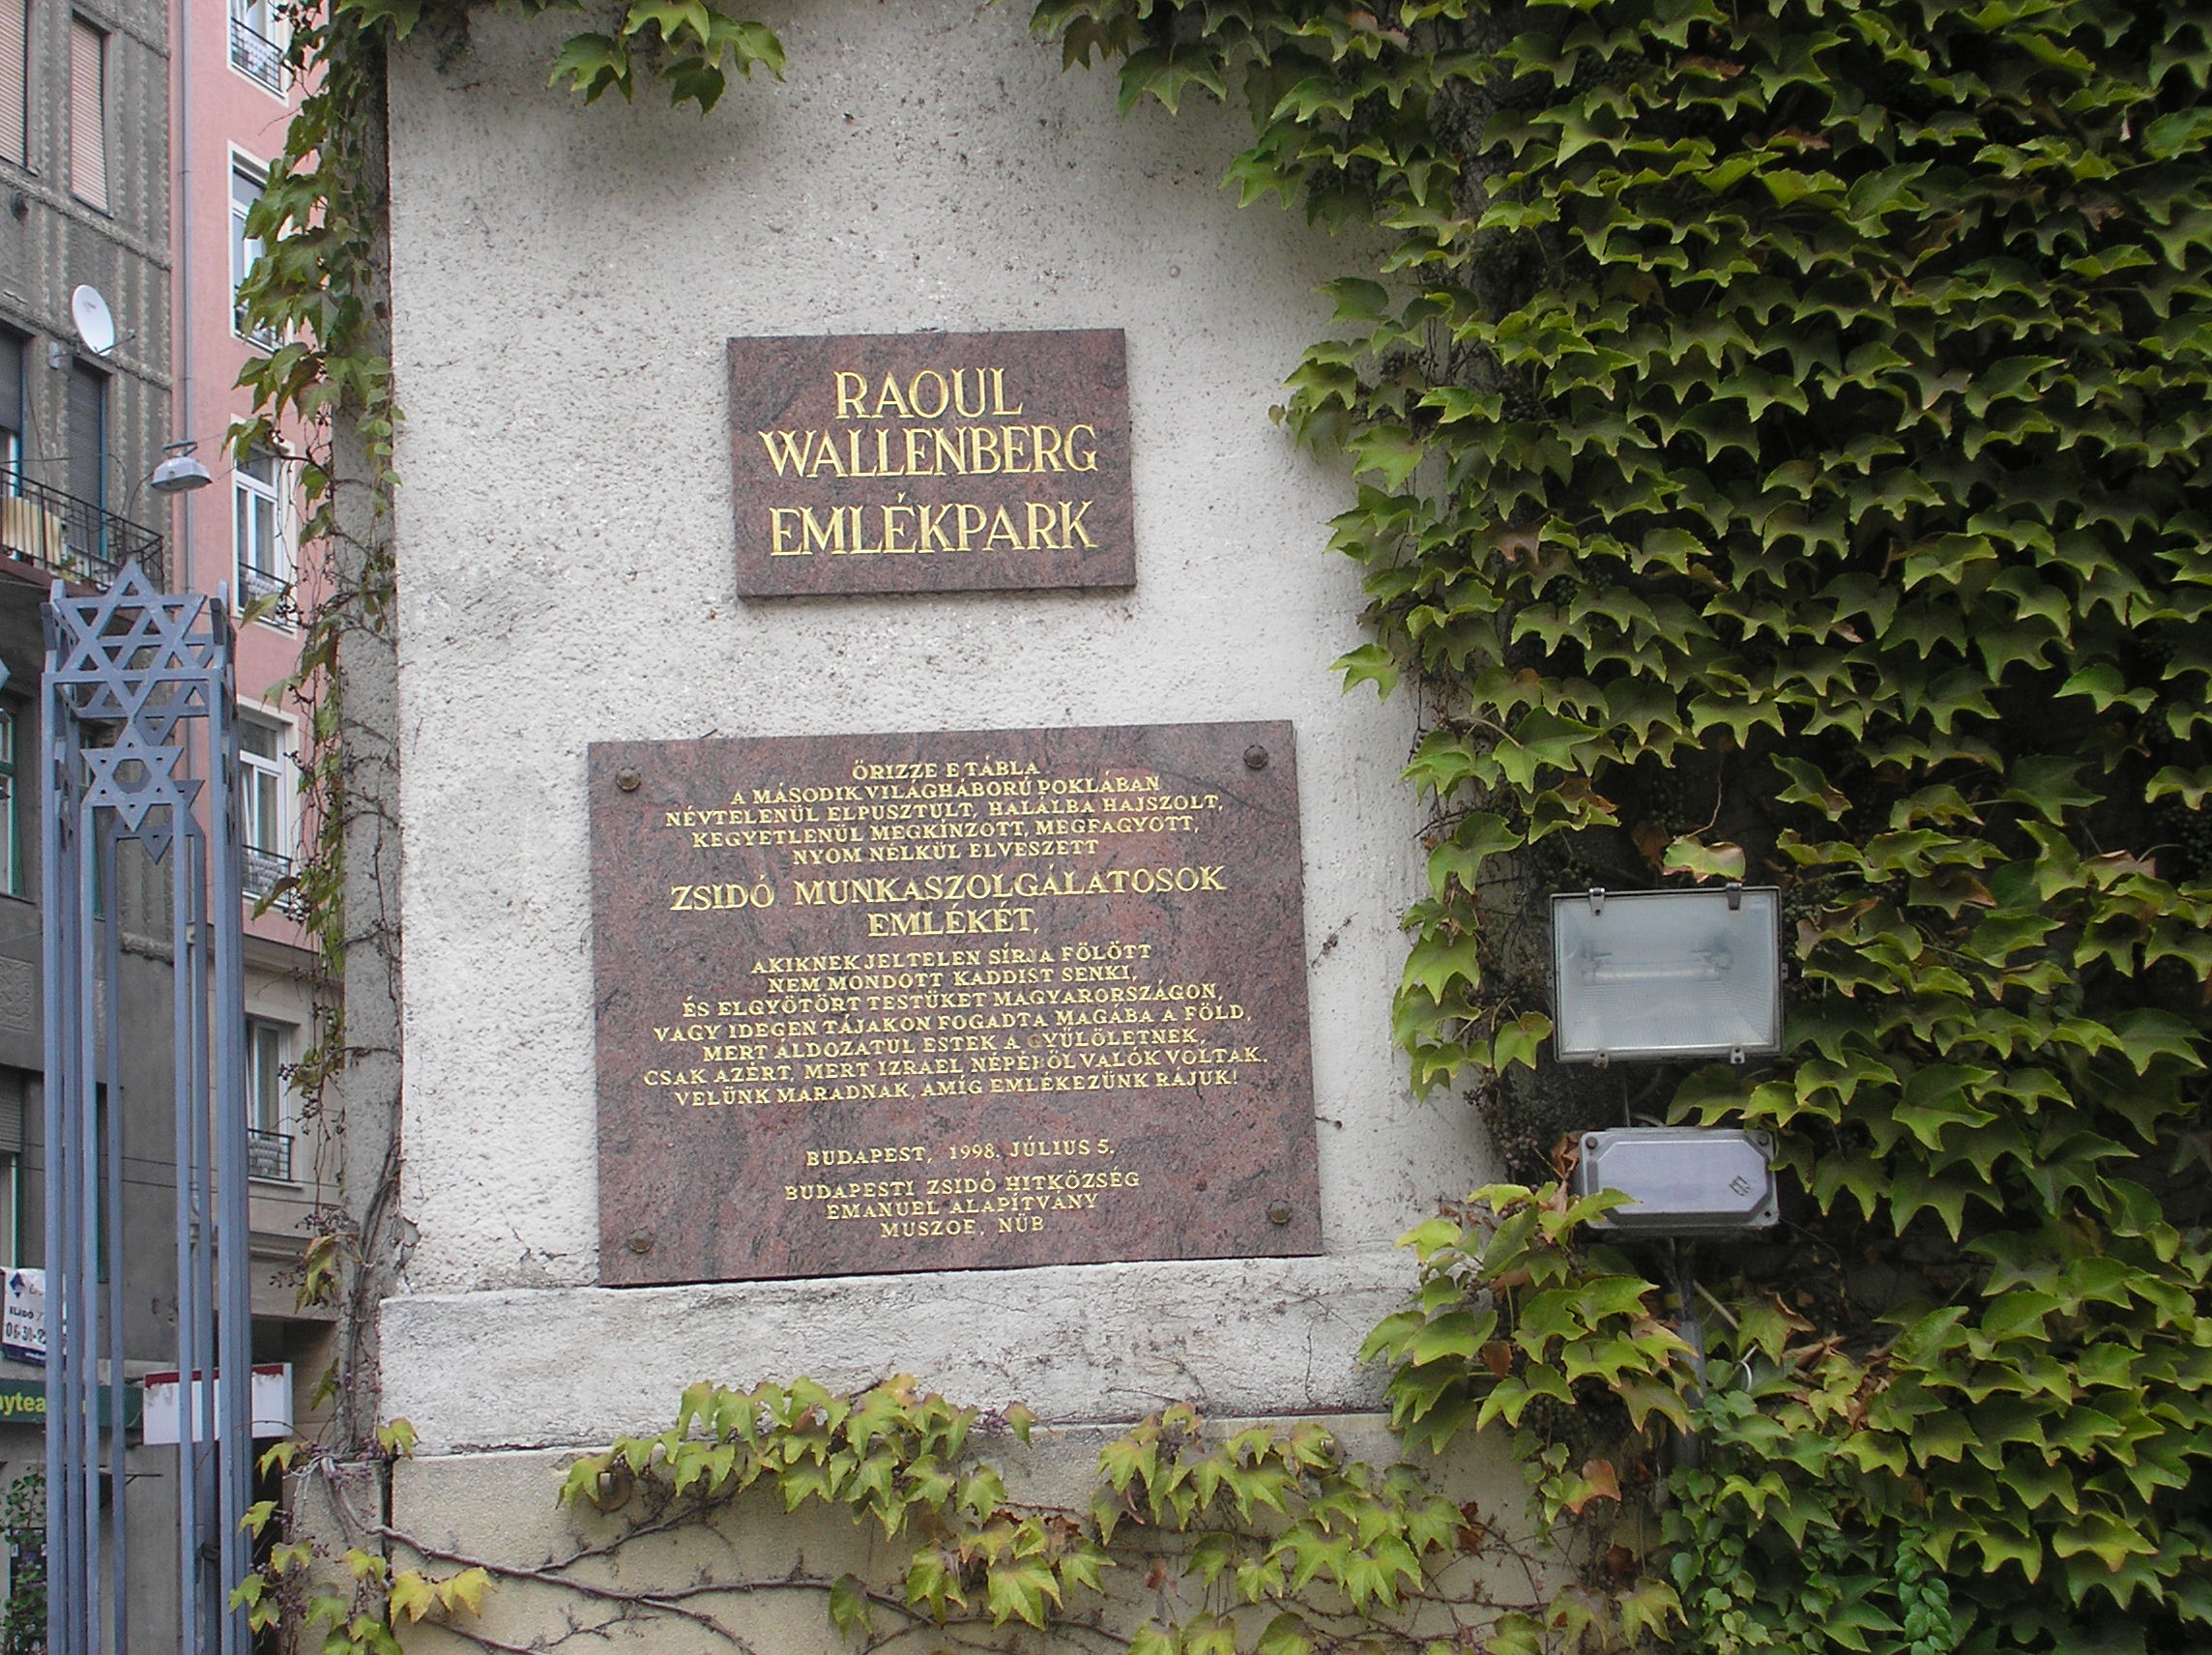 RAOUL
WALLENBERG
EMLÉKPARK
ŐRIZZE E TÁBLA
A MÁSODIK VILÁGHÁBORÚ POKLÁBAN
NÉVTELENÜL ELPUSZTULT, HALÁLBA HAJSZOLT,
KEGYETLENÜL MEGKÍNZOTT, MEGFAGYOTT,
NYOM NÉLKÜL ELVESZETT
ZSIDÓ MUNKASZOLGÁLATOSOK
EMLÉKÉT,
AKIKNEK JELTELEN SÍRJA FÖLÖTT
NEM MONDOTT KADDIST SENKI,
ÉS ELGYÖTÖRT TESTÜKET MAGYARORSZÁGON,
VAGY IDEGEN TÁJAKON FOGADTA MAGÁBA A FÖLD,
MERT ÁLDOZATUL ESTEK A GYŰLÖLETNEK,
CSAK AZÉRT, MERT IZRAEL NÉPÉBŐL VALÓK VOLTAK.
VELÜNK MARADNAK, AMÍG EMLÉKEZÜNK RÁJUK!
BUDAPEST, 1998. JÚLIUS 5.
BUDAPESTI ZSIDÓ HITKÖZSÉG
EMANUEL ALAPÍTVÁNY
MUSZOE, NÜB